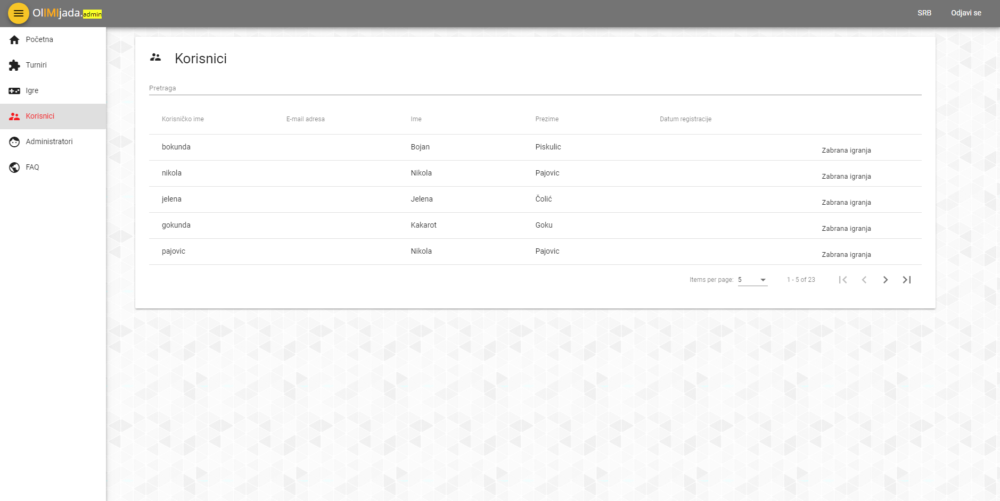 OlIMIjada.admin
SRB
Odjavi se
Početna
Turniri
Igre
Korisnici
Administratori
FAQ
Korisnici
Pretraga
Korisničko ime E-mail adresa Ime Prezime Datum registracije
bokunda Bojan Piskulic Zabrana igranja
nikola Nikola Pajovic Zabrana igranja
jelena Jelena Čolić Zabrana igranja
gokunda Kakarot Goku Zabrana igranja
pajovic Nikola Pajovic Zabrana igranja
Items per page: 5 1 - 5 of 23